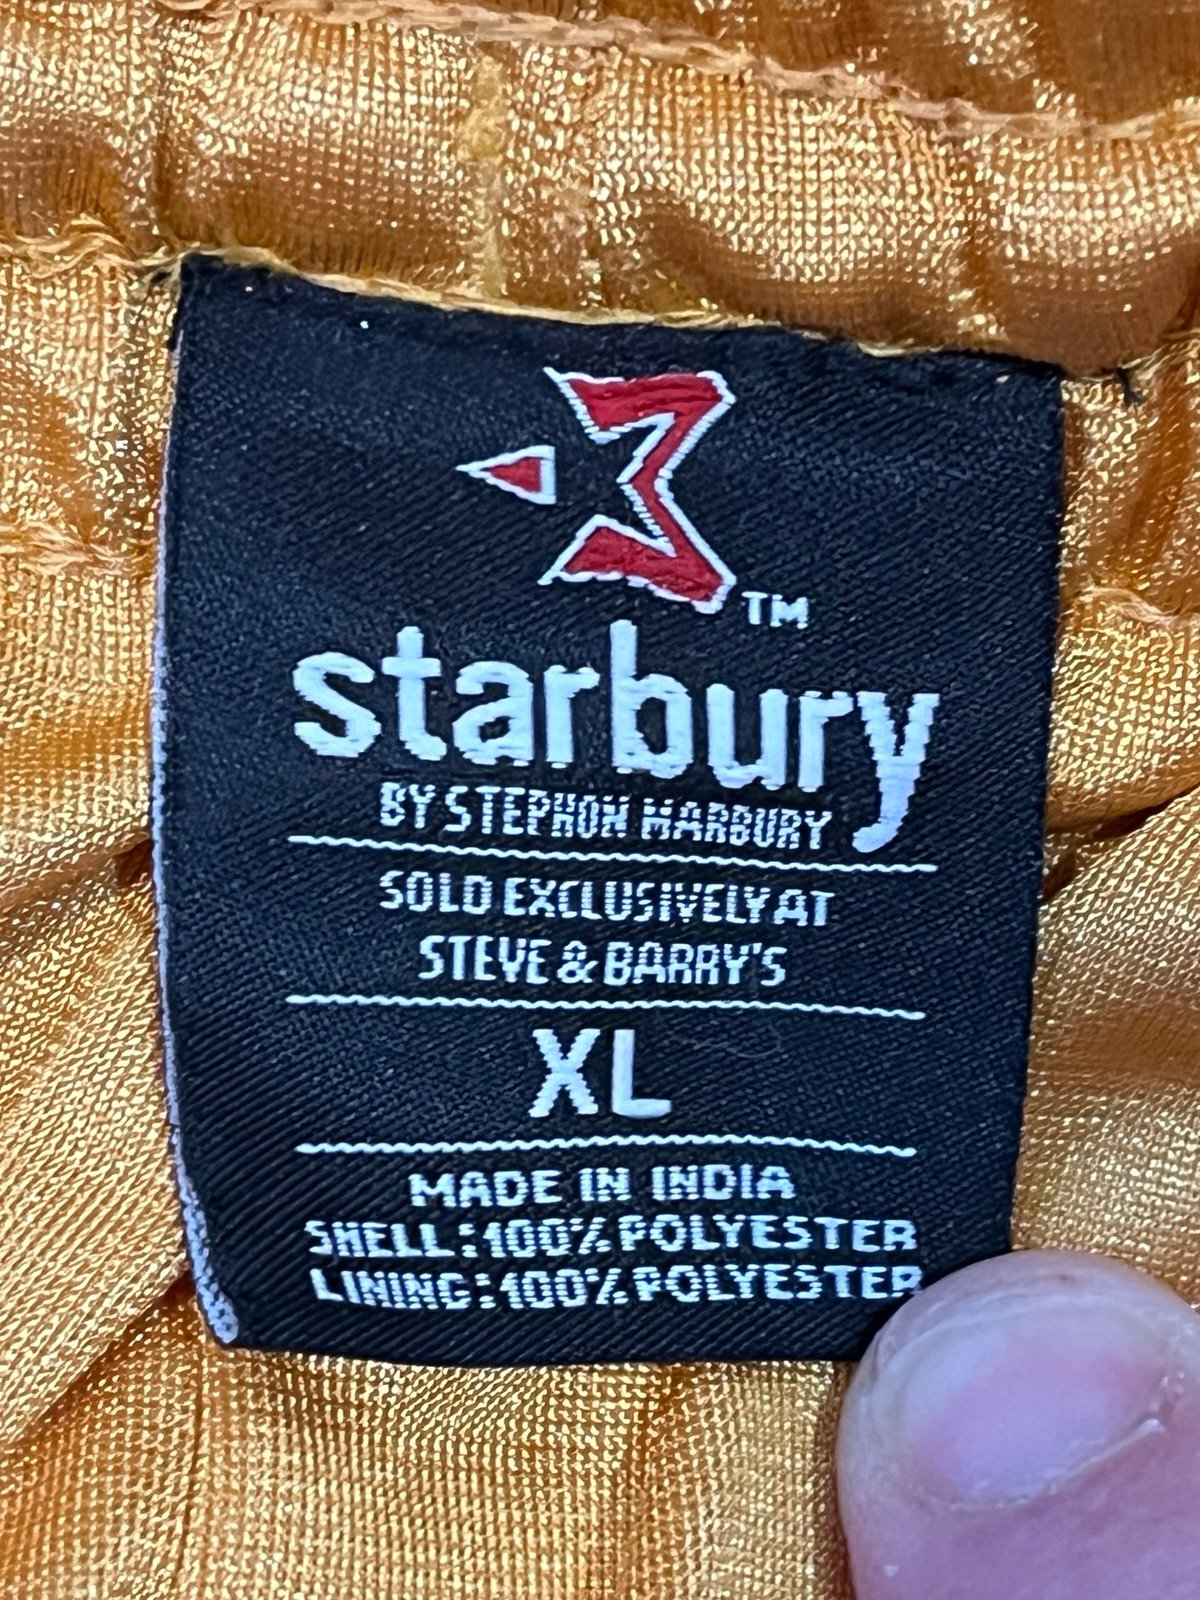 TM
starbury
BY STEPHON MARBURY
SOLD EXCLUSIVELY AT
STEVE & BARRY'S
XL
MADE IN INDIA
SHELL:100% POLYESTER
LINING:100% POLYESTER